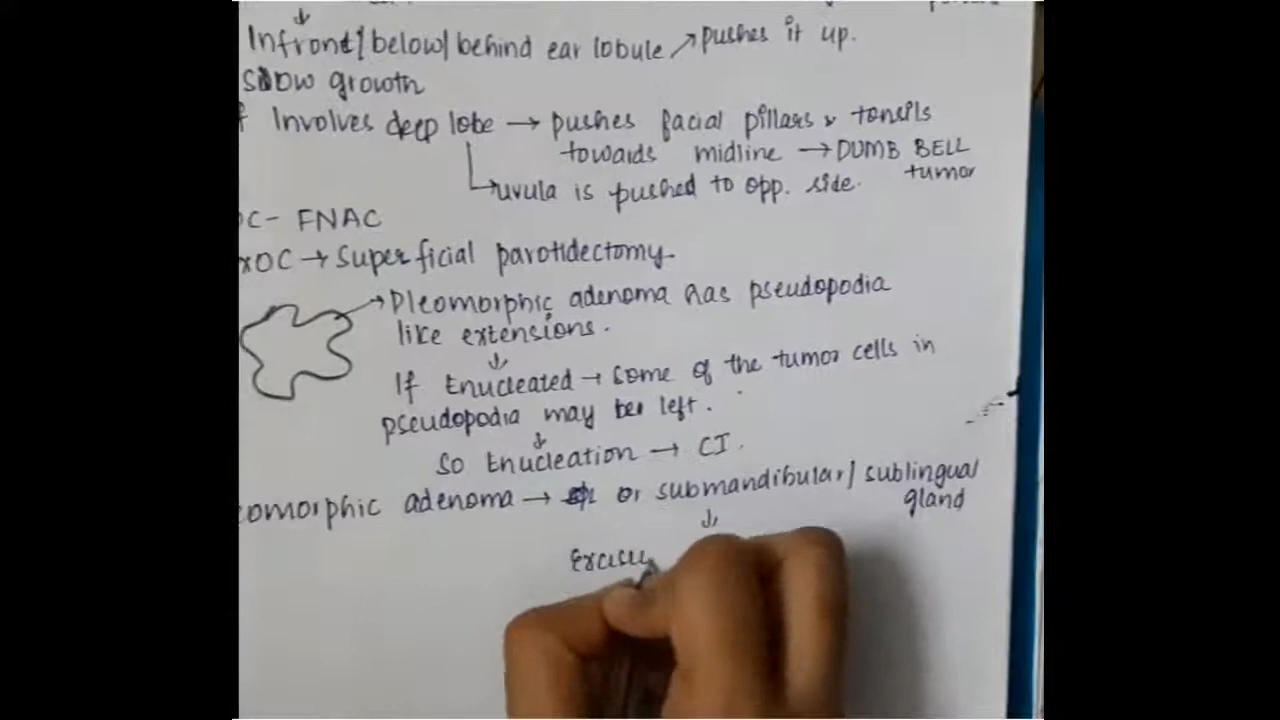 Infront/below/behind ear lobule ↗ pushes it up.
Slow growth
Involves deep lobe → pushes facial pillars & tonsils
towards midline → DUMB BELL
tumor
↳ uvula is pushed to opp. side.
OC - FNAC
xOC → Superficial parotidectomy.
→ Pleomorphic adenoma has pseudopodia
like extensions.
↓
If Enucleated → some of the tumor cells in
pseudopodia may be left.
↓
So Enucleation → CI.
eomorphic adenoma → or submandibular/sublingual
gland
↓